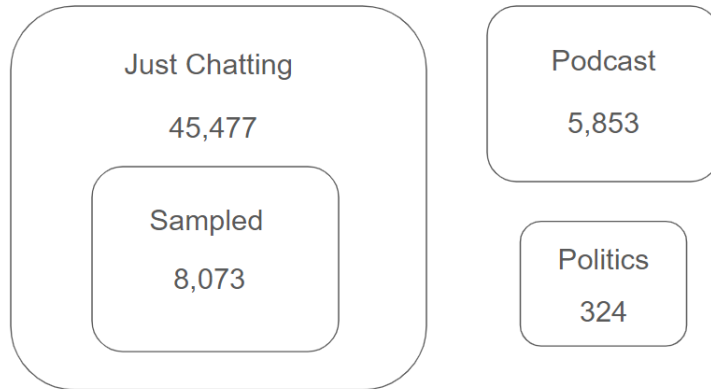 Just Chatting
45,477
Sampled
8,073
Podcast
5,853
Politics
324